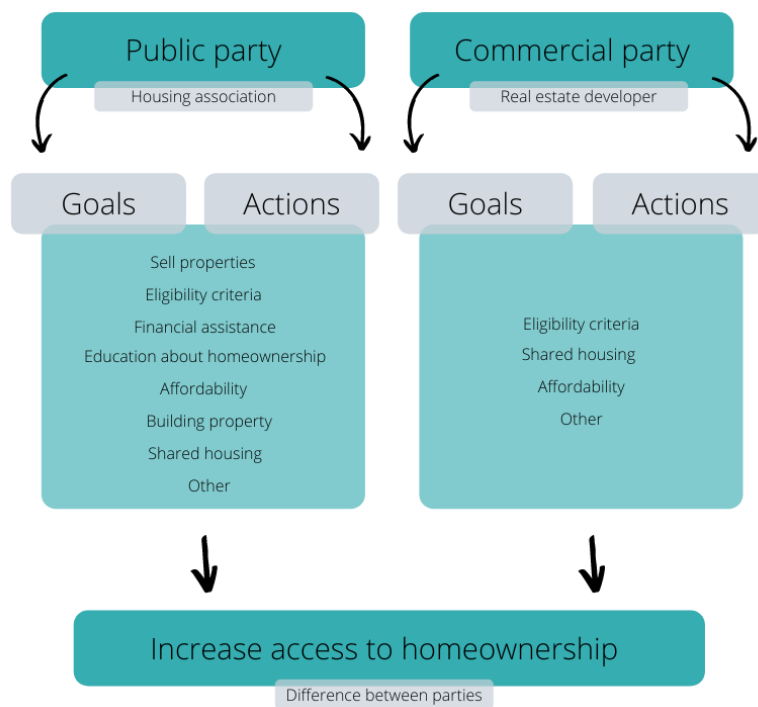 Public party
Housing association
Commercial party
Real estate developer
Goals
Actions
Goals
Actions
Sell properties
Eligibility criteria
Financial assistance
Education about homeownership
Affordability
Building property
Shared housing
Other
Eligibility criteria
Shared housing
Affordability
Other
Increase access to homeownership
Difference between parties